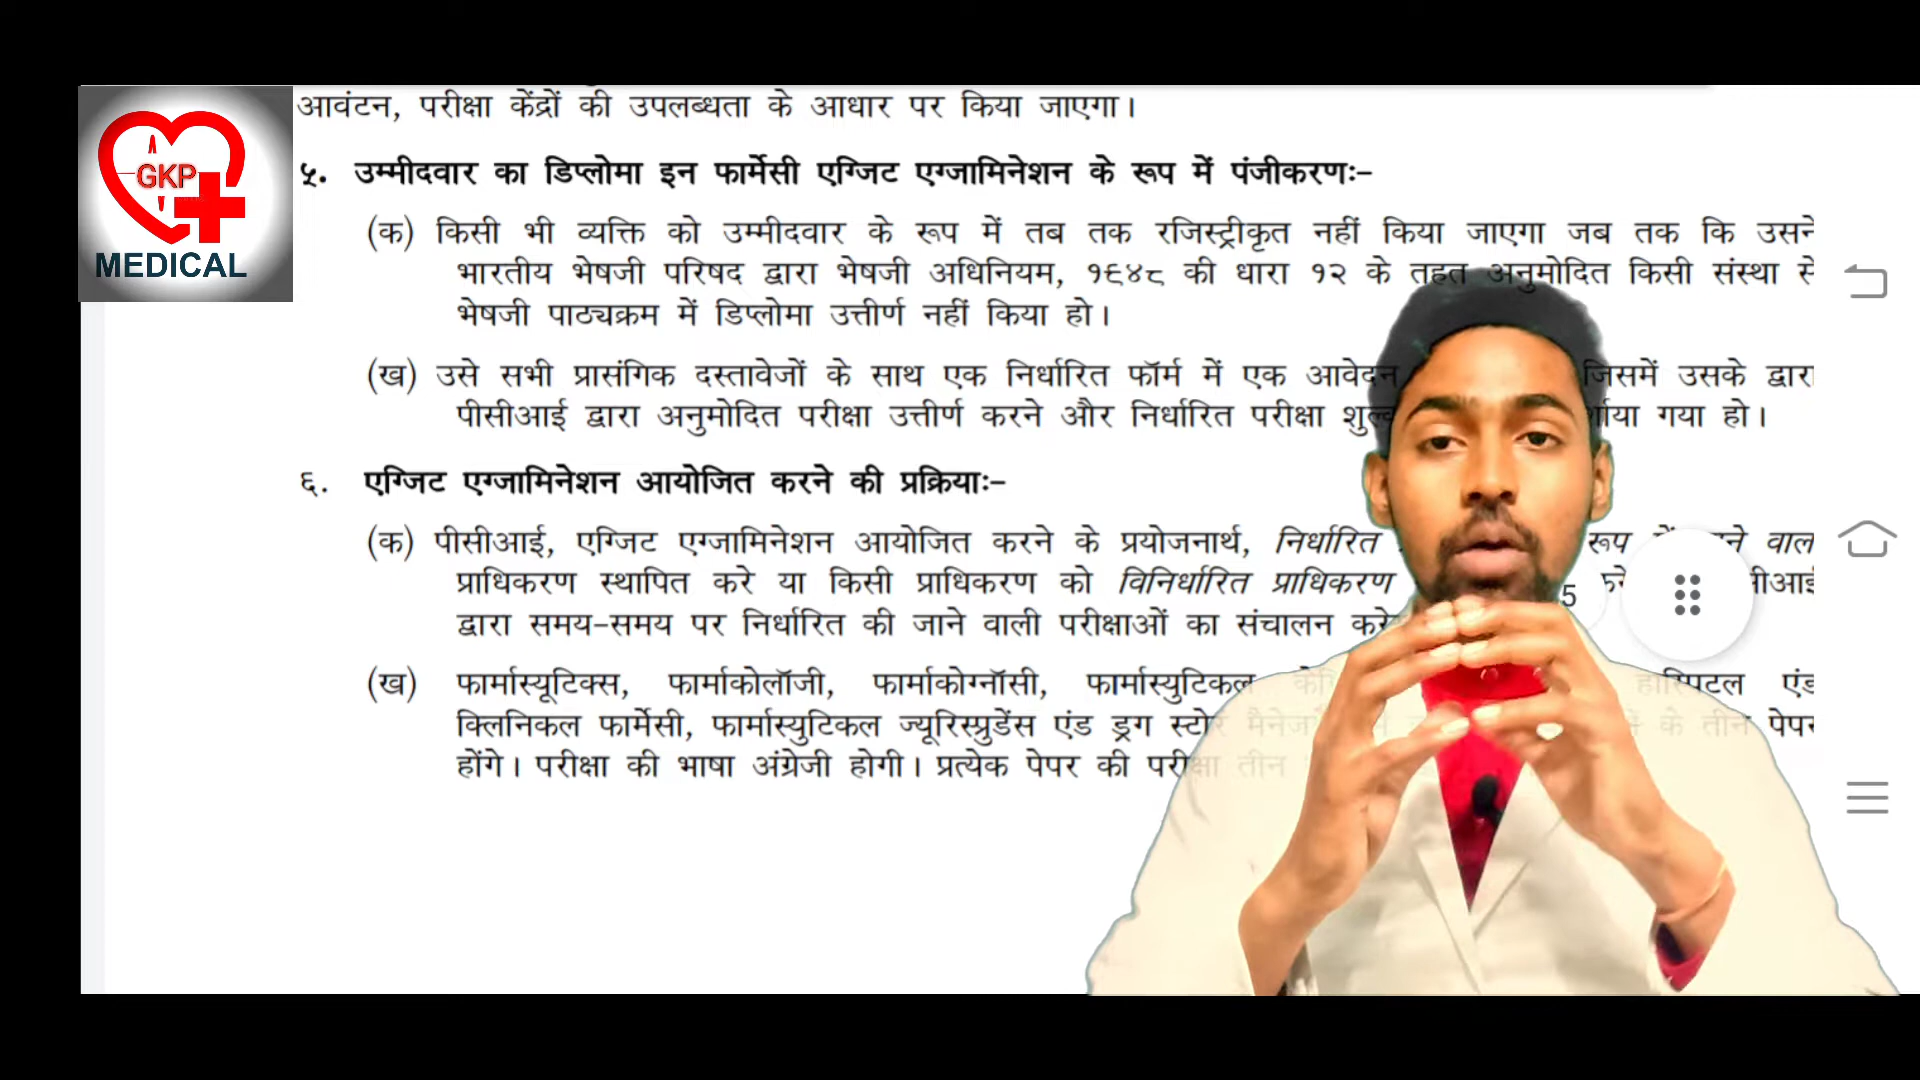 आवंटन, परीक्षा केंद्रों की उपलब्धता के आधार पर किया जाएगा।
GKP
MEDICAL
५. उम्मीदवार का डिप्लोमा इन फार्मेसी एग्जिट एग्जामिनेशन के रूप में पंजीकरणः–
(क) किसी भी व्यक्ति को उम्मीदवार के रूप में तब तक रजिस्ट्रीकृत नहीं किया जाएगा जब तक कि उसने
भारतीय भेषजी परिषद द्वारा भेषजी अधिनियम, १९४८ की धारा १२ के तहत अनुमोदित किसी संस्था से
भेषजी पाठ्यक्रम में डिप्लोमा उत्तीर्ण नहीं किया हो।
(ख) उसे सभी प्रासंगिक दस्तावेजों के साथ एक निर्धारित फॉर्म में एक आवेदन जिसमें उसके द्वारा
पीसीआई द्वारा अनुमोदित परीक्षा उत्तीर्ण करने और निर्धारित परीक्षा गया हो।
६. एग्जिट एग्जामिनेशन आयोजित करने की प्रक्रियाः–
(क) पीसीआई, एग्जिट एग्जामिनेशन आयोजित करने के प्रयोजनार्थ, निर्धारित रूप
प्राधिकरण स्थापित करे या किसी प्राधिकरण को विनिर्धारित प्राधिकरण
5
द्वारा समय–समय पर निर्धारित की जाने वाली परीक्षाओं का संचालन
(ख) फार्मास्यूटिक्स, फार्माकोलॉजी, फार्माकोग्नॉसी, फार्मास्युटिकल हास्पिटल एंड
क्लिनिकल फार्मेसी, फार्मास्युटिकल ज्यूरिस्प्रुडेंस एंड ड्रग स्टोर के तीन पेपर
होंगे। परीक्षा की भाषा अंग्रेजी होगी। प्रत्येक पेपर की परीक्षा तीन